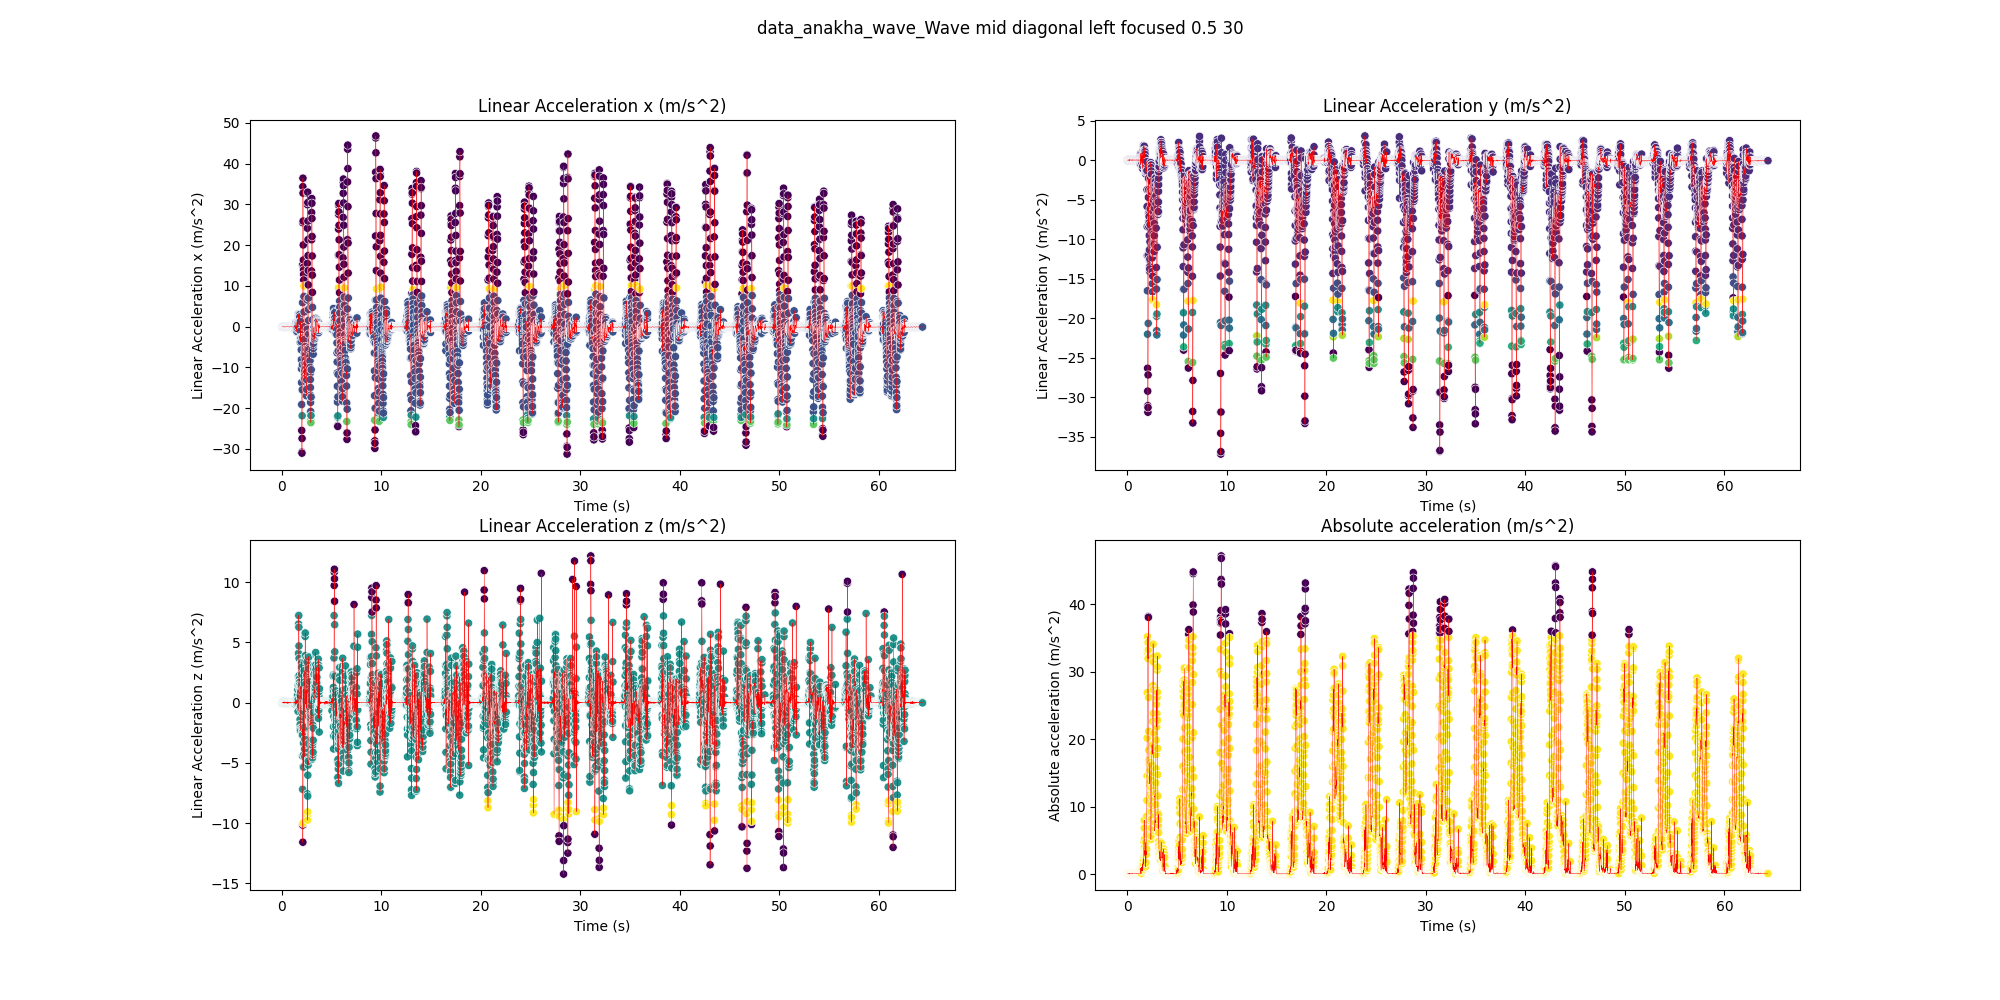 data_anakha_wave_Wave mid diagonal left focused 0.5 30
Linear Acceleration x (m/s^2)
Linear Acceleration x (m/s^2)
50
40
30
20
10
0
−10
−20
−30
0 10 20 30 40 50 60
Time (s)
Linear Acceleration y (m/s^2)
Linear Acceleration y (m/s^2)
5
0
−5
−10
−15
−20
−25
−30
−35
0 10 20 30 40 50 60
Time (s)
Linear Acceleration z (m/s^2)
Linear Acceleration z (m/s^2)
10
5
0
−5
−10
−15
0 10 20 30 40 50 60
Time (s)
Absolute acceleration (m/s^2)
Absolute acceleration (m/s^2)
40
30
20
10
0
0 10 20 30 40 50 60
Time (s)